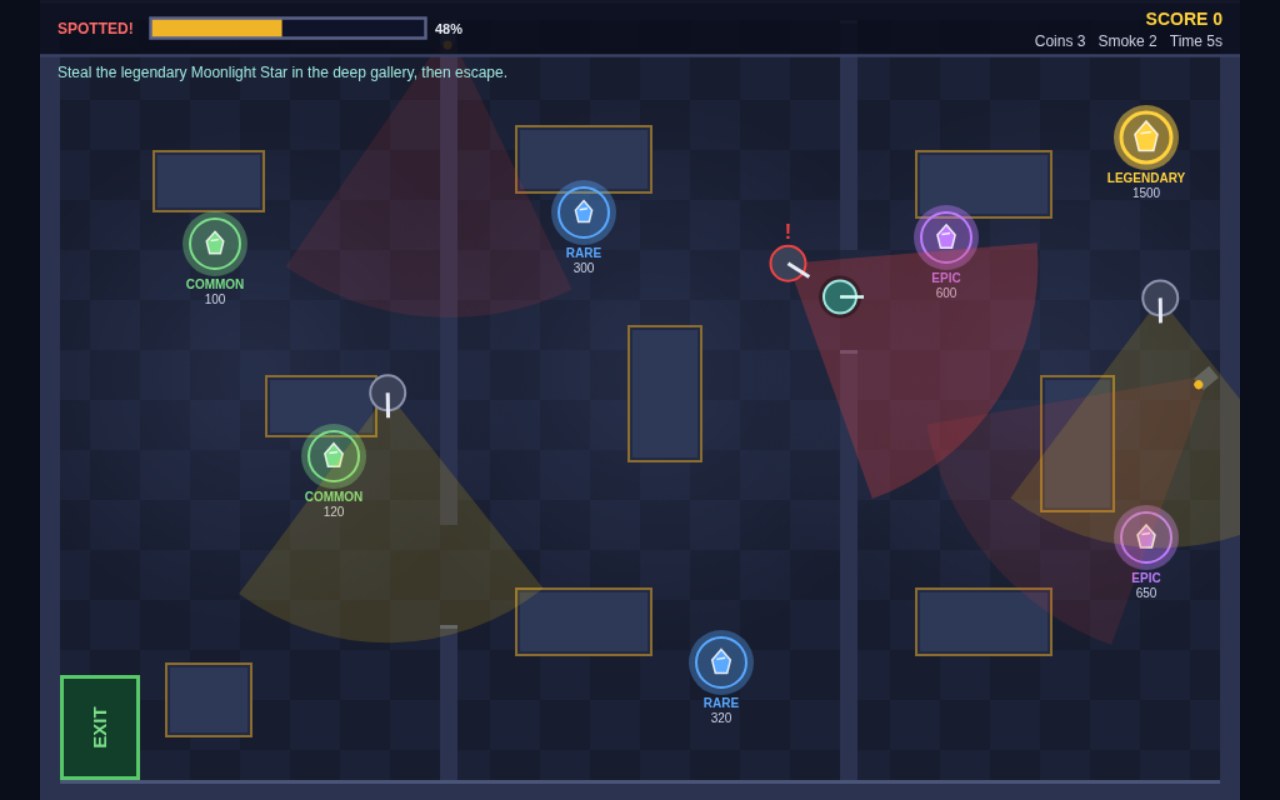 SPOTTED!
48%
SCORE 0
Coins 3 Smoke 2 Time 5s
Steal the legendary Moonlight Star in the deep gallery, then escape.
LEGENDARY
1500
!
RARE
300
EPIC
600
COMMON
100
COMMON
120
EPIC
650
RARE
320
EXIT